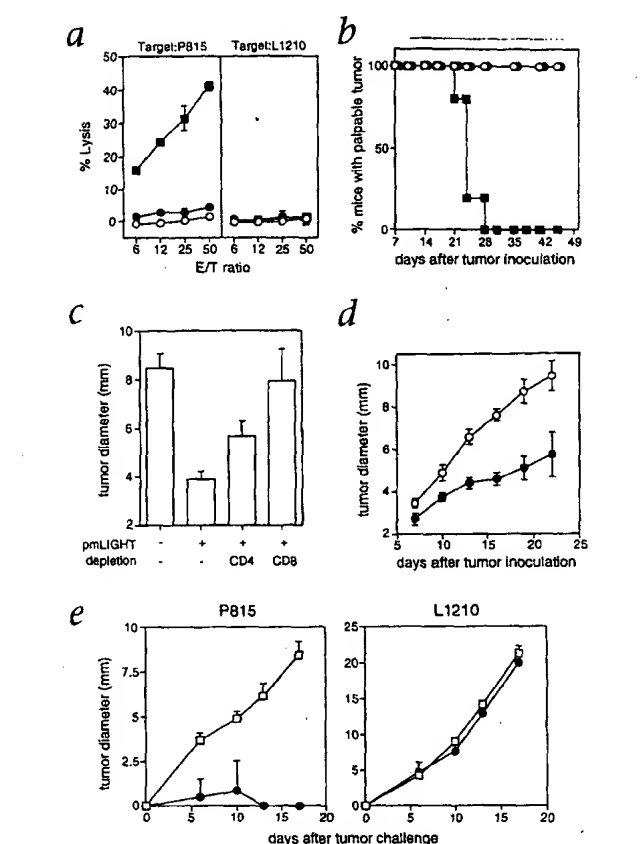 a
Target:P815 Target:L1210
50
40
30
20
10
0
% Lysis
6 12 25 50 6 12 25 50
E/T ratio
b
100
50
0
% mice with palpable tumor
7 14 21 28 35 42 49
days after tumor inoculation
c
10
8
6
4
2
tumor diameter (mm)
pmLIGHT - + + +
depletion - - CD4 CD8
d
10
8
6
4
2
tumor diameter (mm)
5 10 15 20 25
days after tumor inoculation
e
P815
10
7.5
5
2.5
0
tumor diameter (mm)
0 5 10 15 20
L1210
25
20
15
10
5
0
0 5 10 15 20
days after tumor challenge